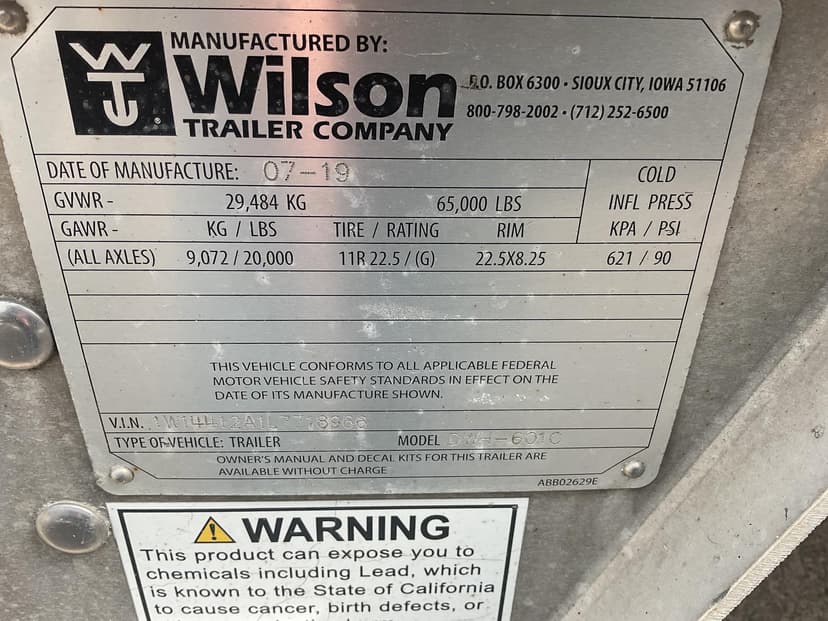 MANUFACTURED BY:
Wilson
TRAILER COMPANY
P.O. BOX 6300 • SIOUX CITY, IOWA 51106
800-798-2002 • (712) 252-6500
DATE OF MANUFACTURE: 07-19
COLD
GVWR - 29,484 KG 65,000 LBS
INFL PRESS
GAWR - KG / LBS TIRE / RATING RIM KPA / PSI
(ALL AXLES) 9,072 / 20,000 11R 22.5 / (G) 22.5X8.25 621 / 90
THIS VEHICLE CONFORMS TO ALL APPLICABLE FEDERAL
MOTOR VEHICLE SAFETY STANDARDS IN EFFECT ON THE
DATE OF ITS MANUFACTURE SHOWN.
V.I.N.
TYPE OF VEHICLE: TRAILER MODEL
OWNER'S MANUAL AND DECAL KITS FOR THIS TRAILER ARE
AVAILABLE WITHOUT CHARGE
ABB02629E
WARNING
This product can expose you to
chemicals including Lead, which
is known to the State of California
to cause cancer, birth defects, or